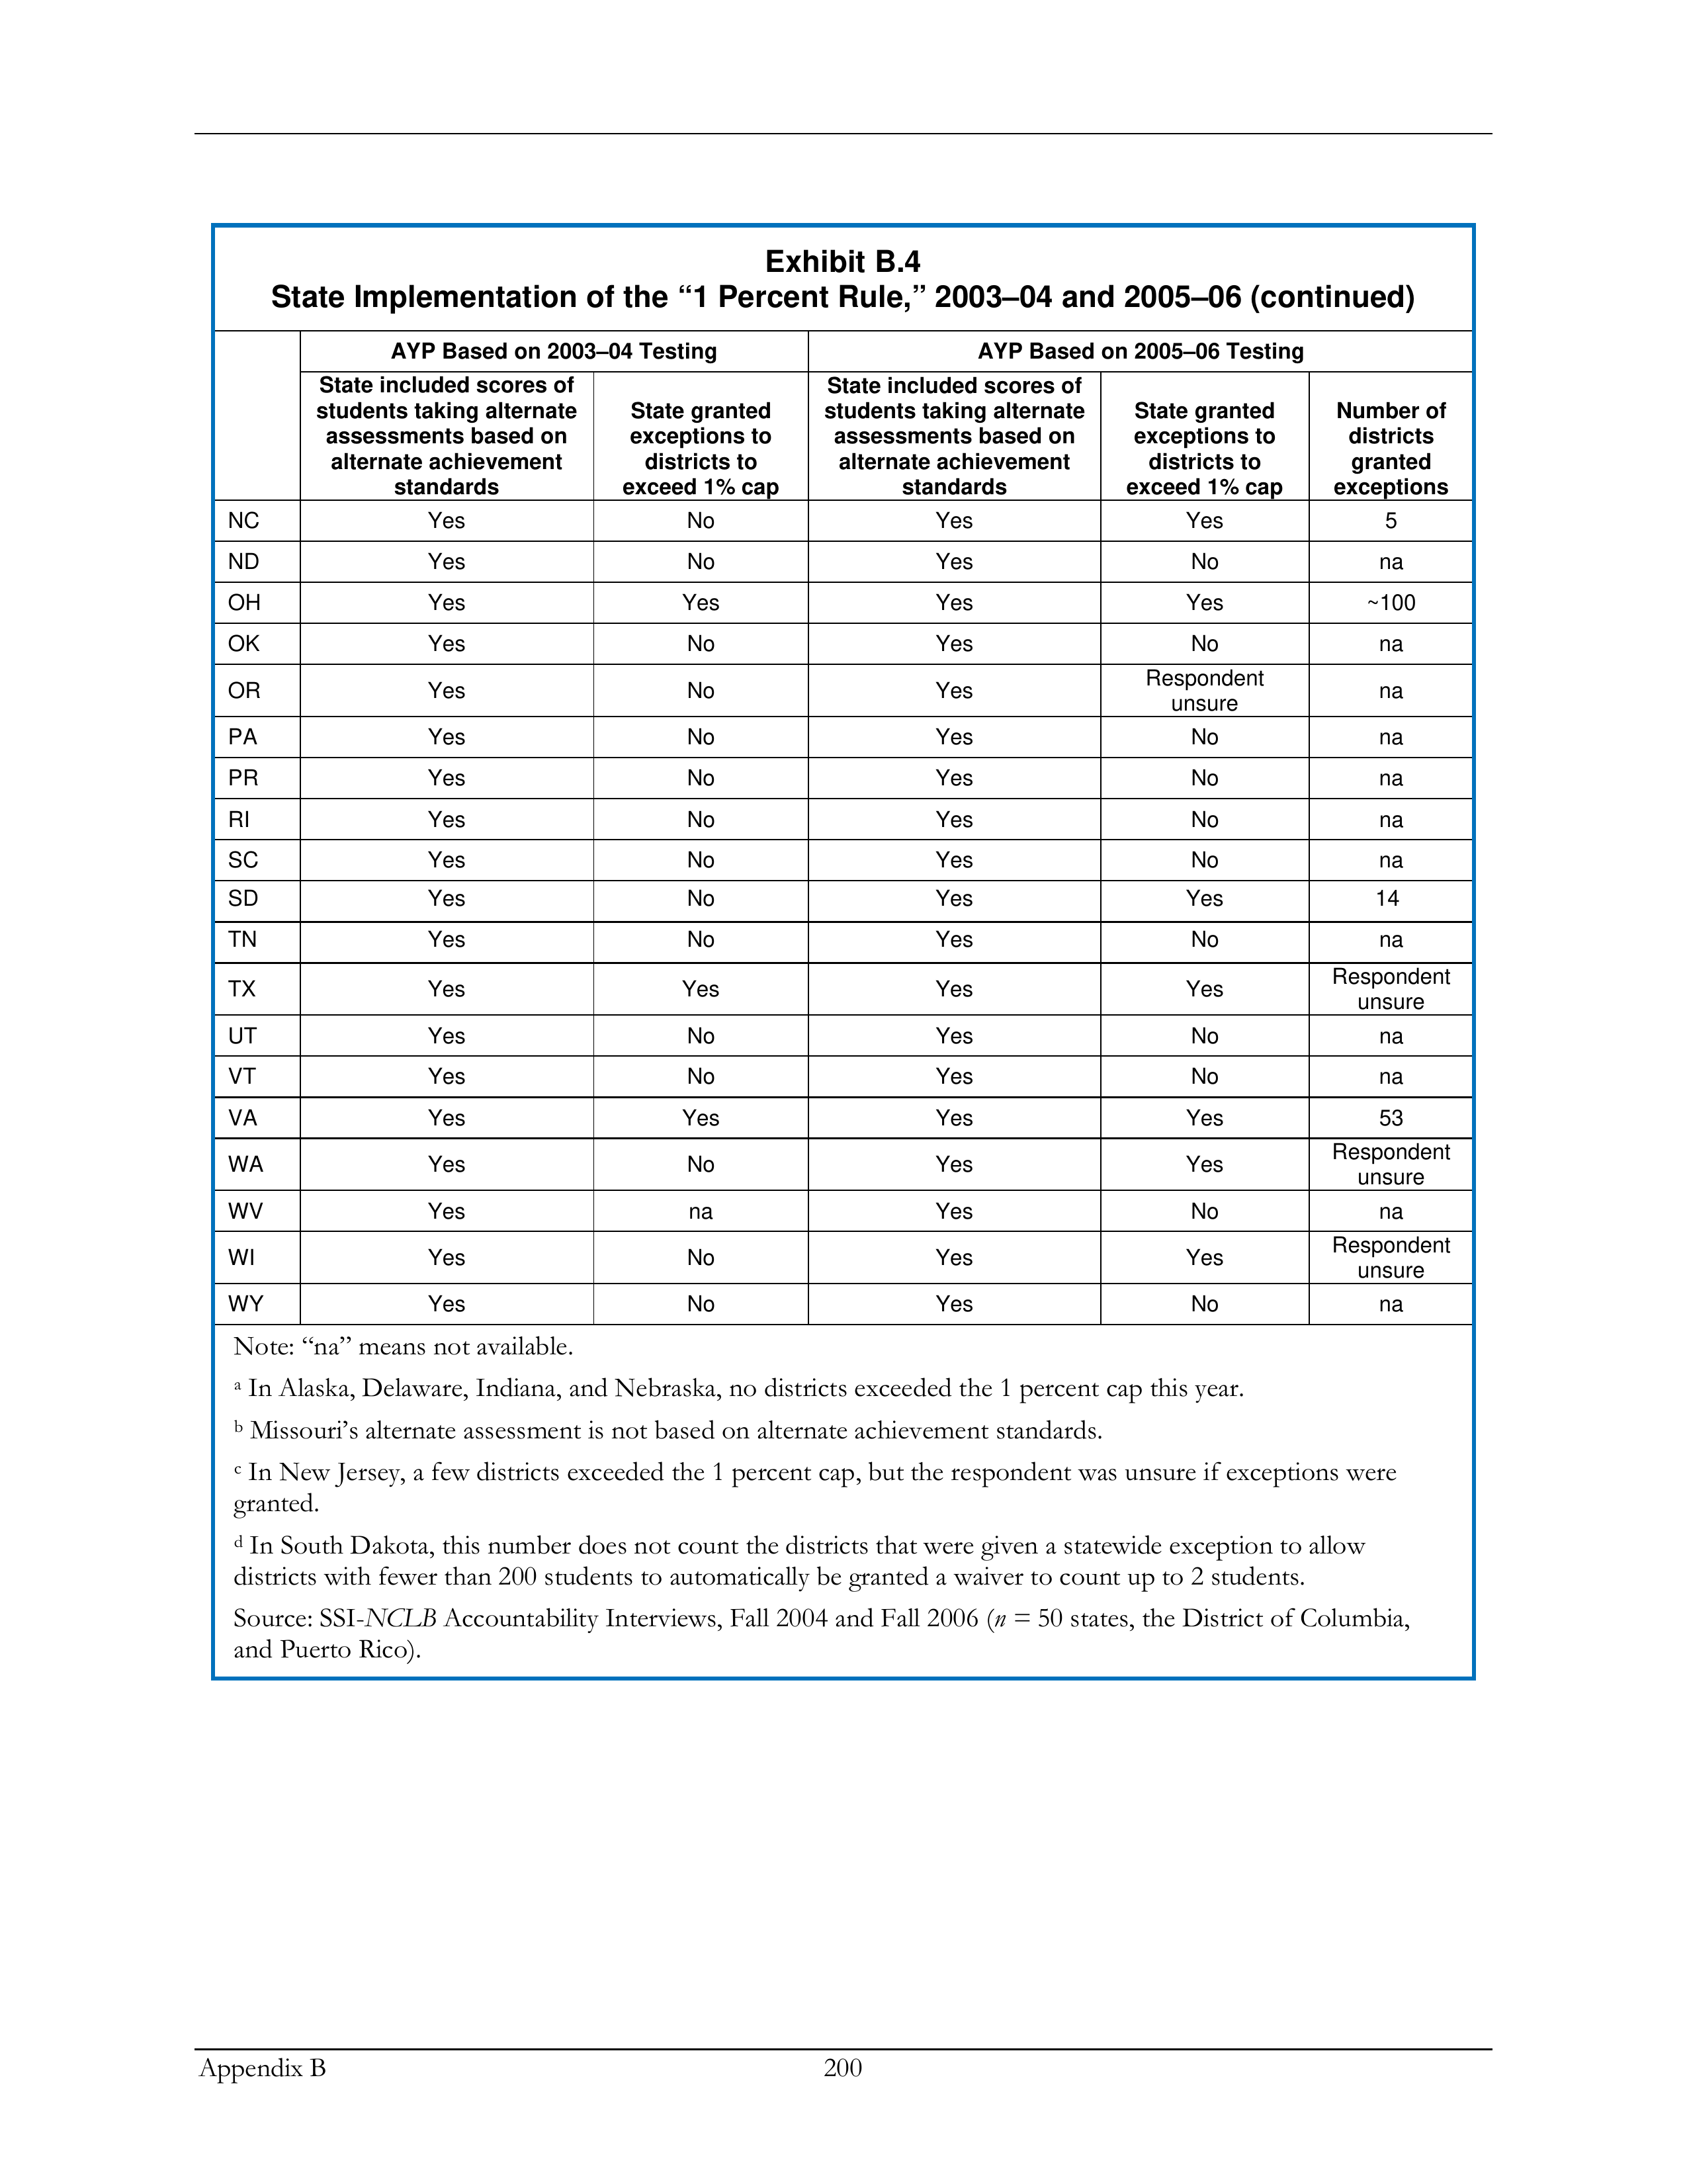 Exhibit B.4
State Implementation of the “1 Percent Rule,” 2003–04 and 2005–06 (continued)
AYP Based on 2003–04 Testing AYP Based on 2005–06 Testing
State included scores of students taking alternate assessments based on alternate achievement standards State granted exceptions to districts to exceed 1% cap State included scores of students taking alternate assessments based on alternate achievement standards State granted exceptions to districts to exceed 1% cap Number of districts granted exceptions
NC Yes No Yes Yes 5
ND Yes No Yes No na
OH Yes Yes Yes Yes ~100
OK Yes No Yes No na
OR Yes No Yes Respondent unsure na
PA Yes No Yes No na
PR Yes No Yes No na
RI Yes No Yes No na
SC Yes No Yes No na
SD Yes No Yes Yes 14
TN Yes No Yes No na
TX Yes Yes Yes Yes Respondent unsure
UT Yes No Yes No na
VT Yes No Yes No na
VA Yes Yes Yes Yes 53
WA Yes No Yes Yes Respondent unsure
WV Yes na Yes No na
WI Yes No Yes Yes Respondent unsure
WY Yes No Yes No na
Note: “na” means not available.
a In Alaska, Delaware, Indiana, and Nebraska, no districts exceeded the 1 percent cap this year.
b Missouri’s alternate assessment is not based on alternate achievement standards.
c In New Jersey, a few districts exceeded the 1 percent cap, but the respondent was unsure if exceptions were
granted.
d In South Dakota, this number does not count the districts that were given a statewide exception to allow
districts with fewer than 200 students to automatically be granted a waiver to count up to 2 students.
Source: SSI-NCLB Accountability Interviews, Fall 2004 and Fall 2006 (n = 50 states, the District of Columbia,
and Puerto Rico).
Appendix B 200